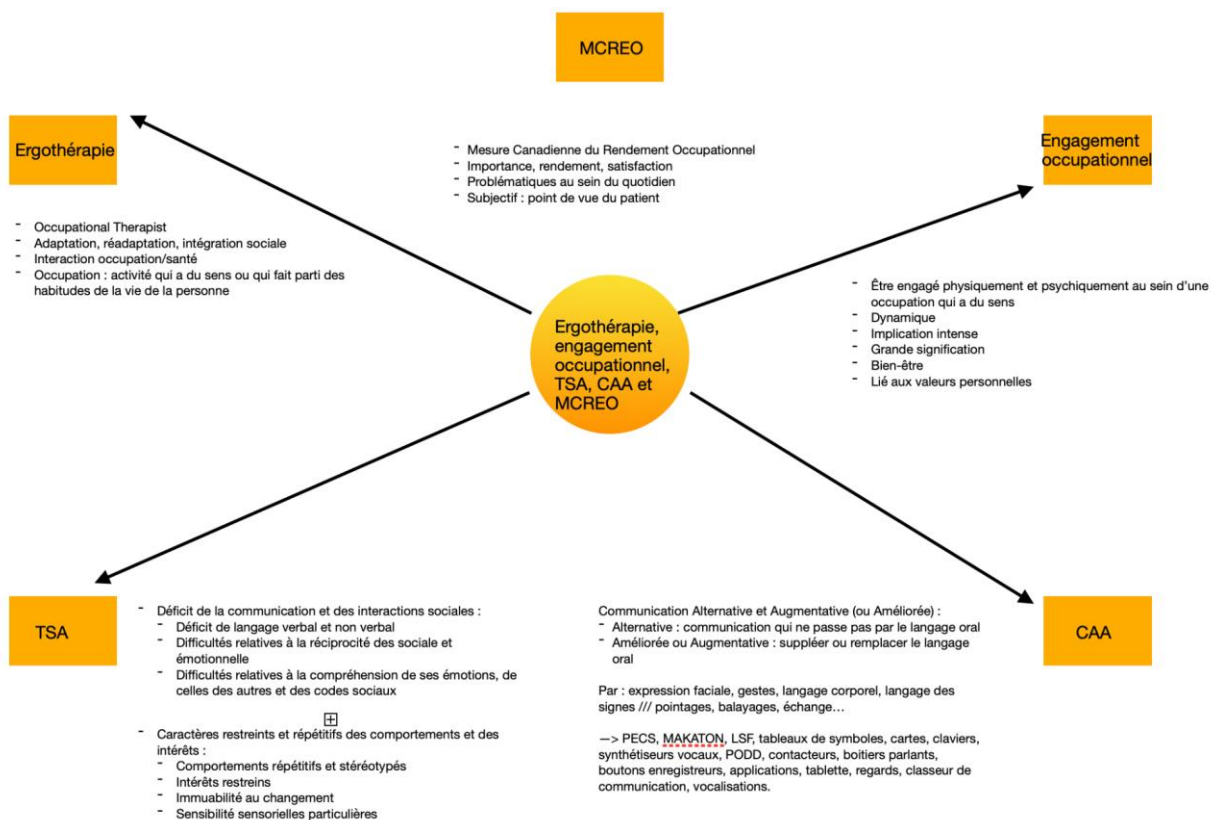 MCREO
- Mesure Canadienne du Rendement Occupationnel
- Importance, rendement, satisfaction
- Problématiques au sein du quotidien
- Subjectif : point de vue du patient
Ergothérapie
- Occupational Therapist
- Adaptation, réadaptation, intégration sociale
- Interaction occupation/santé
- Occupation : activité qui a du sens ou qui fait parti des
habitudes de la vie de la personne
Engagement
occupationnel
- Être engagé physiquement et psychiquement au sein d'une
occupation qui a du sens
- Dynamique
- Implication intense
- Grande signification
- Bien-être
- Lié aux valeurs personnelles
Ergothérapie,
engagement
occupationnel,
TSA, CAA et
MCREO
TSA
- Déficit de la communication et des interactions sociales :
- Déficit de langage verbal et non verbal
- Difficultés relatives à la réciprocité des sociale et
émotionnelle
- Difficultés relatives à la compréhension de ses émotions, de
celles des autres et des codes sociaux
- Caractères restreints et répétitifs des comportements et des
intérêts :
- Comportements répétitifs et stéréotypés
- Intérêts restreins
- Immuabilité au changement
- Sensibilité sensorielles particulières
Communication Alternative et Augmentative (ou Améliorée) :
- Alternative : communication qui ne passe pas par le langage oral
- Améliorée ou Augmentative : suppléer ou remplacer le langage
oral
Par : expression faciale, gestes, langage corporel, langage des
signes /// pointages, balayages, échange…
—> PECS, MAKATON, LSF, tableaux de symboles, cartes, claviers,
synthétiseurs vocaux, PODD, contacteurs, boitiers parlants,
boutons enregistreurs, applications, tablette, regards, classeur de
communication, vocalisations.
CAA